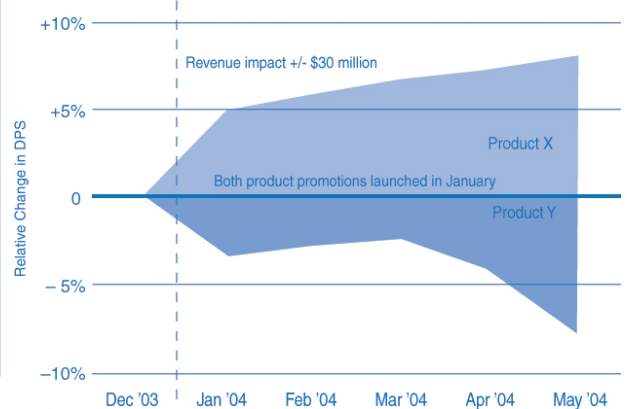 +10%
Revenue impact +/- $30 million
+5%
Product X
Relative Change in DPS
Both product promotions launched in January
0
Product Y
– 5%
–10%
Dec '03
Jan '04
Feb '04
Mar '04
Apr '04
May '04